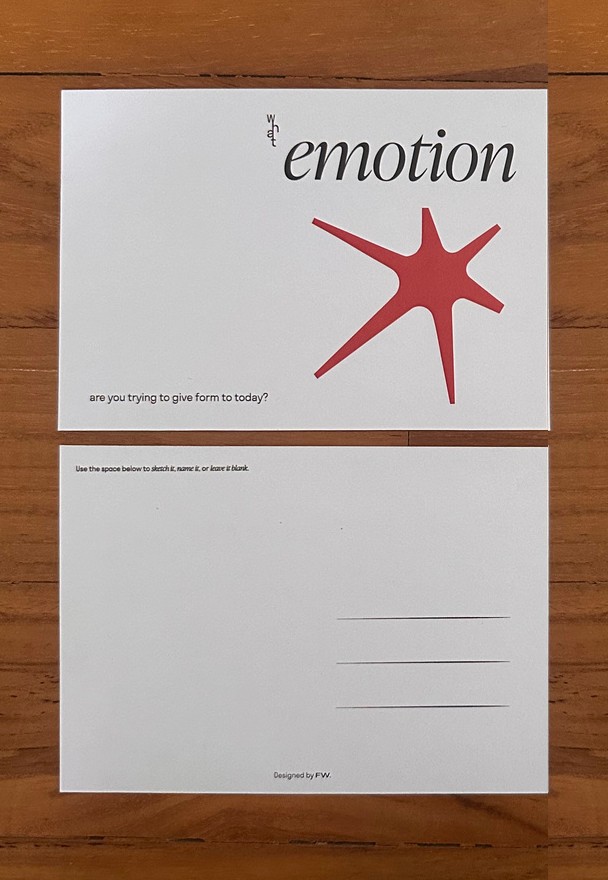 What
emotion
are you trying to give form to today?
Use the space below to sketch it, name it, or leave it blank.
Designed by FW.